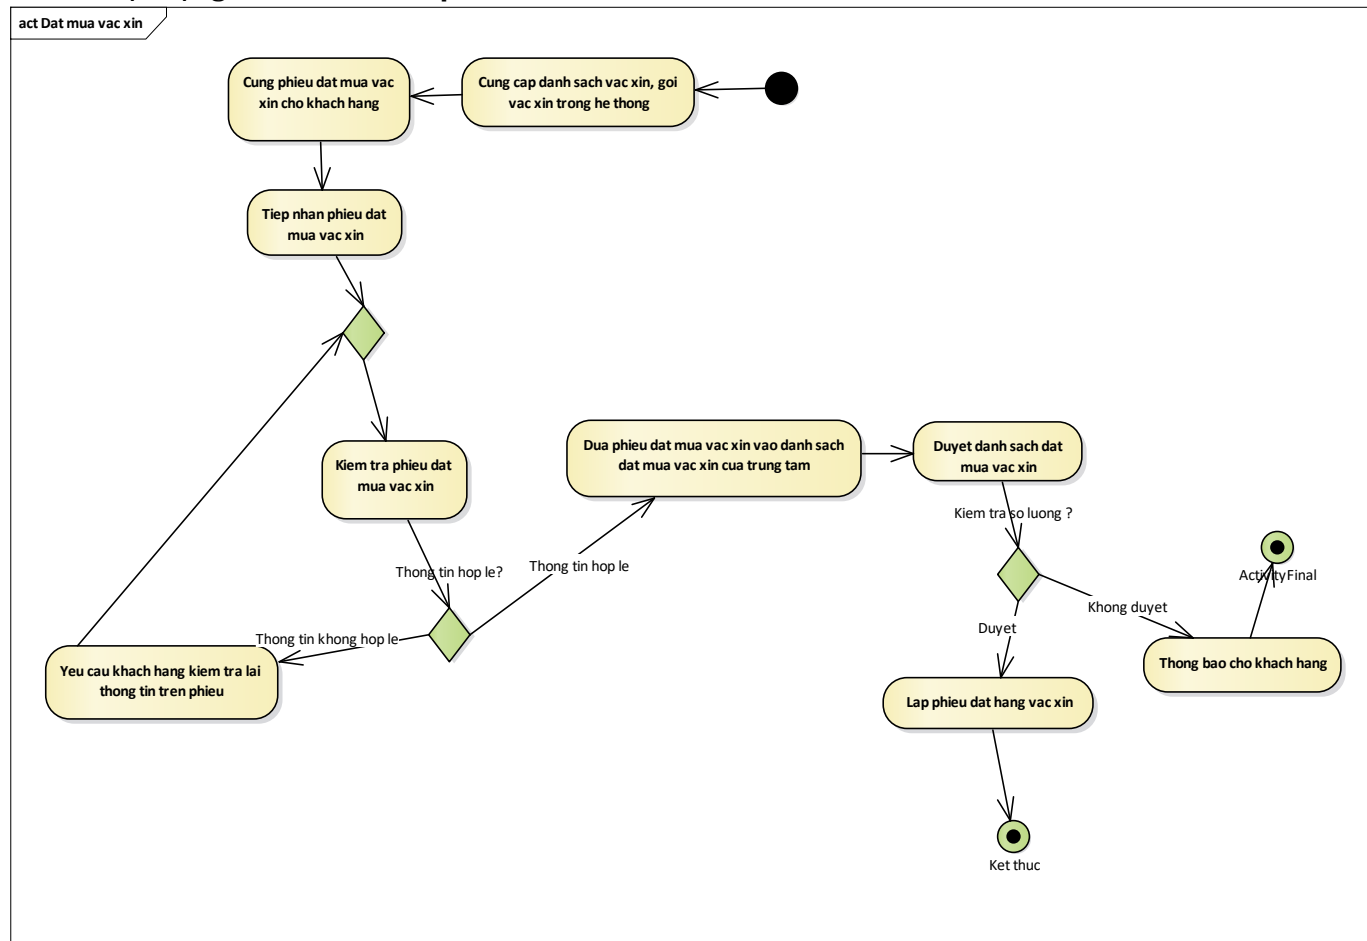 act Dat mua vac xin
Cung phieu dat mua vac
xin cho khach hang
Cung cap danh sach vac xin, goi
vac xin trong he thong
Tiep nhan phieu dat
mua vac xin
Kiem tra phieu dat
mua vac xin
Dua phieu dat mua vac xin vao danh sach
dat mua vac xin cua trung tam
Duyet danh sach dat
mua vac xin
Kiem tra so luong ?
Thong tin hop le?
Thong tin hop le
ActivityFinal
Khong duyet
Duyet
Thong tin khong hop le
Yeu cau khach hang kiem tra lai
thong tin tren phieu
Thong bao cho khach hang
Lap phieu dat hang vac xin
Ket thuc